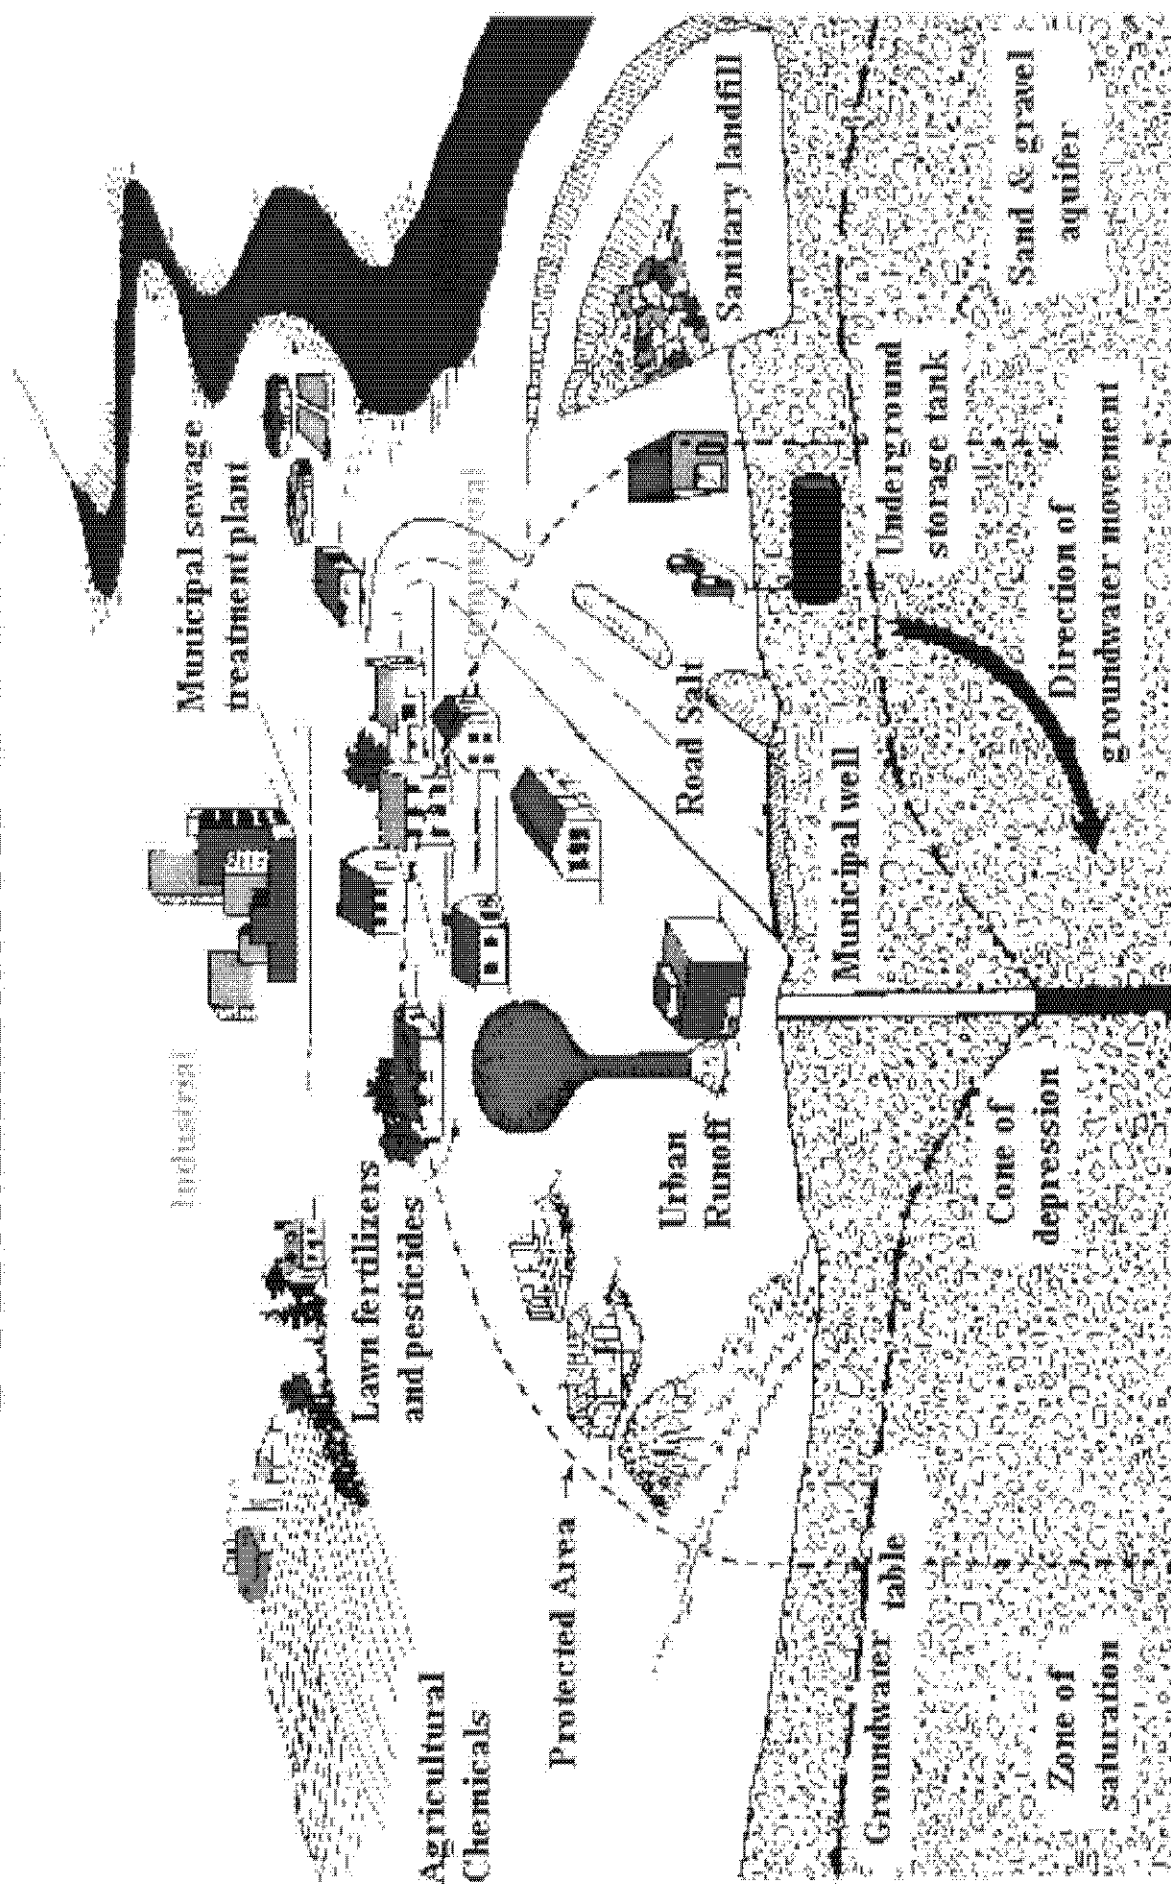 Industrial
Municipal sewage
treatment plant
Lawn fertilizers
and pesticides
Agricultural
Chemicals
Commercial
Protected Area
Urban
Runoff
Road Salt
Sanitary landfill
Municipal well
Underground
storage tank
Groundwater
table
Cone of
depression
Direction of
groundwater movement
Sand & gravel
aquifer
Zone of
saturation